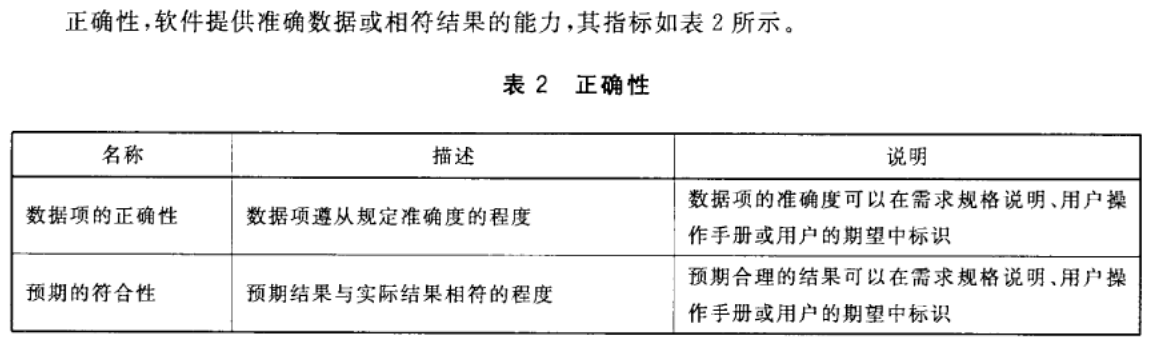 正确性,软件提供准确数据或相符结果的能力,其指标如表 2 所示。
表 2 正确性
名称 描述 说明
数据项的正确性 数据项遵从规定准确度的程度 数据项的准确度可以在需求规格说明、用户操
作手册或用户的期望中标识
预期的符合性 预期结果与实际结果相符的程度 预期合理的结果可以在需求规格说明、用户操
作手册或用户的期望中标识